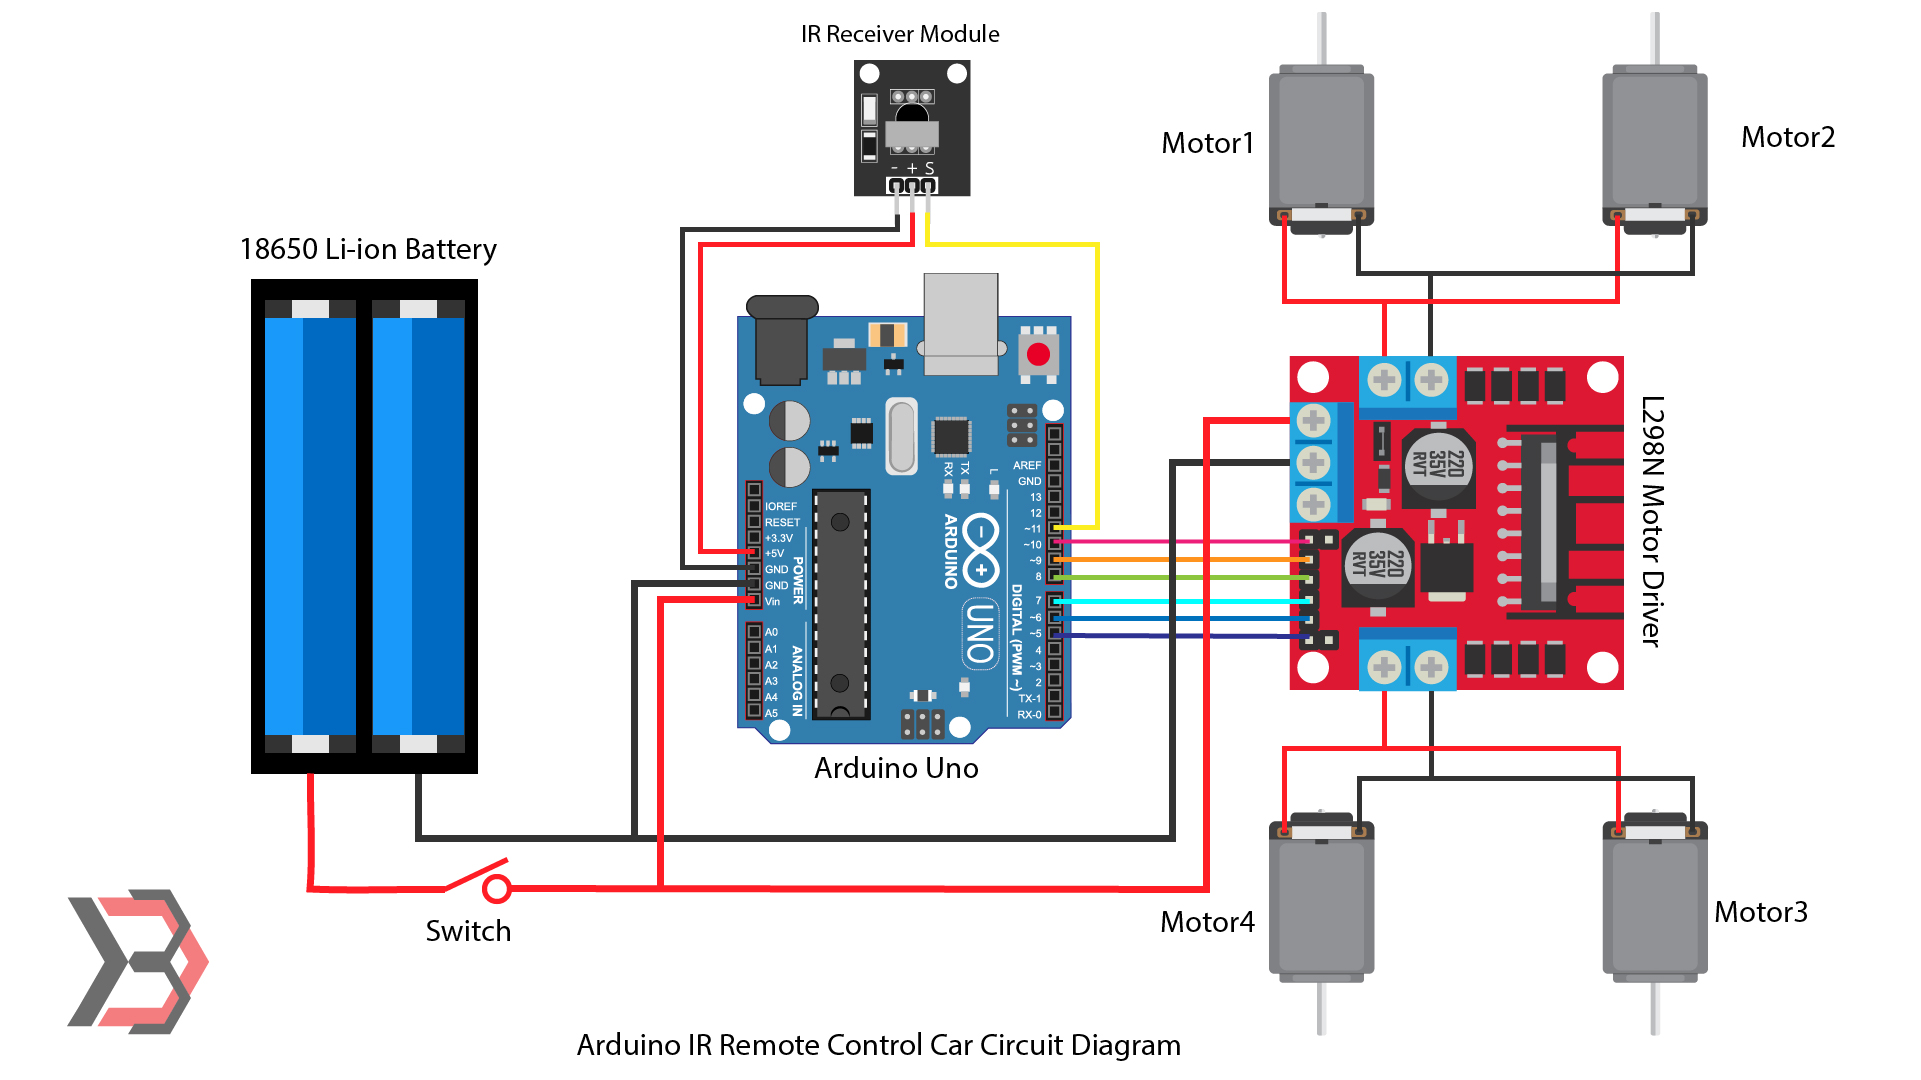 IR Receiver Module
- + S
Motor1
Motor2
18650 Li-ion Battery
L298N Motor Driver
220
35V
RVT
220
35V
RVT
RX
TX
L
AREF
GND
13
12
~11
~10
~9
8
7
~6
~5
4
~3
2
TX-1
RX-0
DIGITAL (PWM ~)
IOREF
RESET
+3.3V
+5V
GND
GND
Vin
POWER
A0
A1
A2
A3
A4
A5
ANALOG IN
ARDUINO
UNO
Arduino Uno
Switch
Motor4
Motor3
Arduino IR Remote Control Car Circuit Diagram